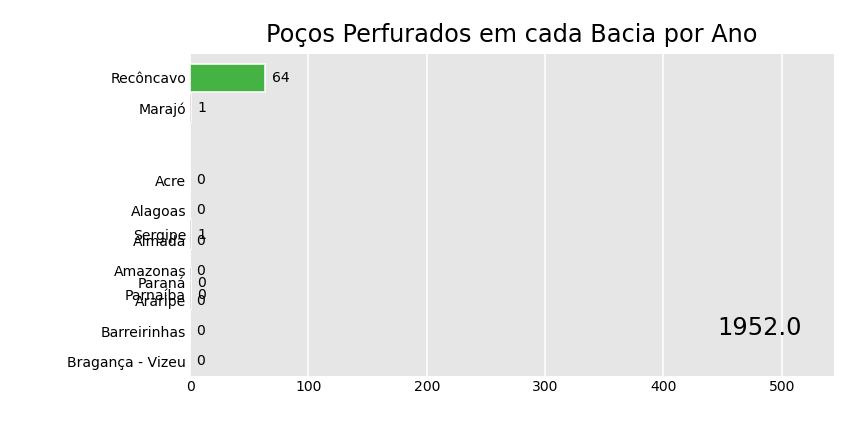 Poços Perfurados em cada Bacia por Ano
Recôncavo 64
Marajó 1
Acre 0
Alagoas 0
Sergipe 1
Almada 0
Amazonas 0
Paraná 0
Parnaíba 0
Araripe 0
1952.0
Barreirinhas 0
Bragança - Vizeu 0
0 100 200 300 400 500